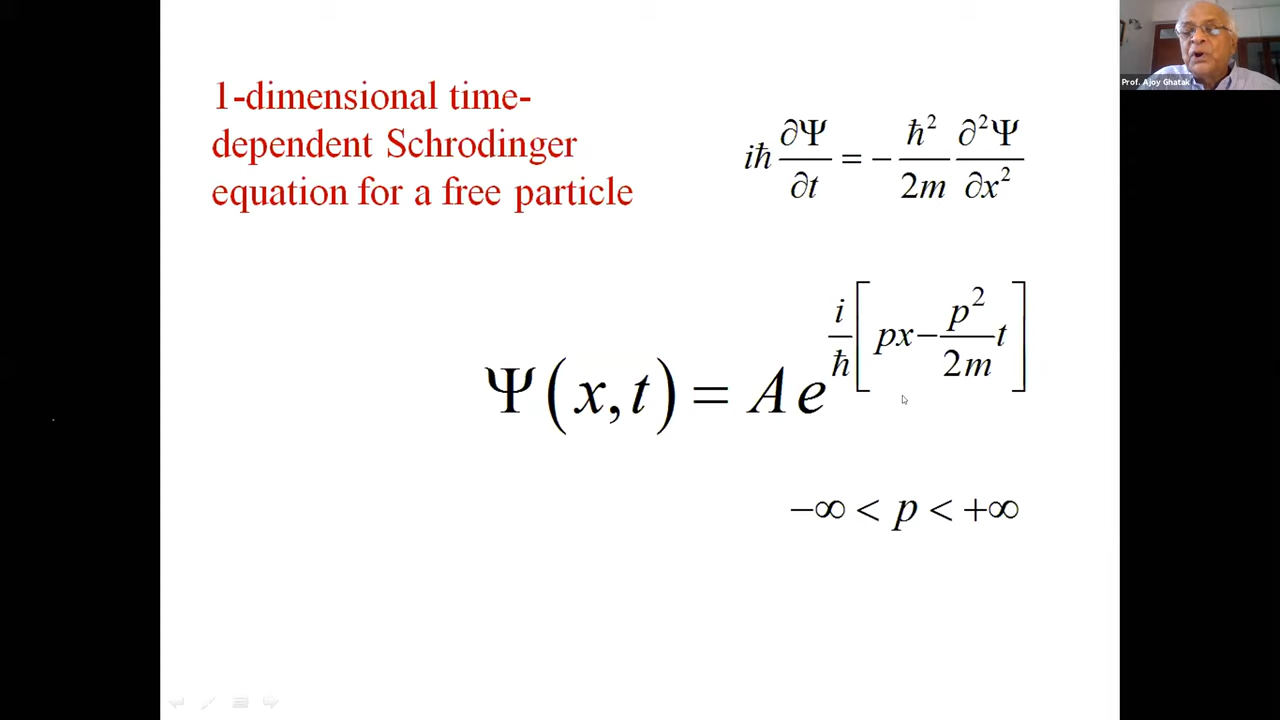 1-dimensional time-
dependent Schrodinger
equation for a free particle
iħ ∂Ψ/∂t = − ħ²/2m ∂²Ψ/∂x²
Ψ(x,t) = A e^{i/ħ [px − p²/2m t]}
−∞ < p < +∞
Prof. Ajoy Ghatak